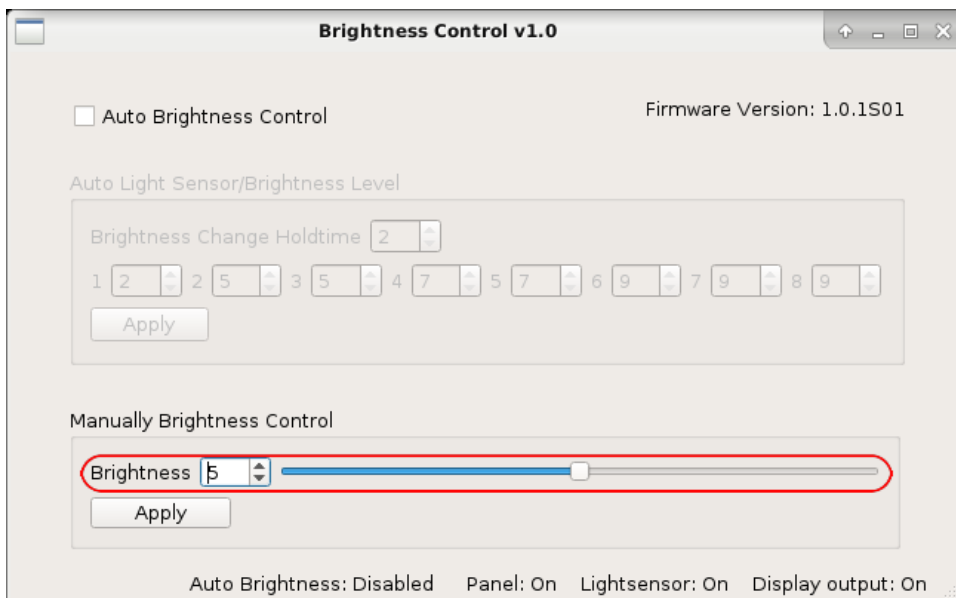 Brightness Control v1.0
Auto Brightness Control
Firmware Version: 1.0.1S01
Auto Light Sensor/Brightness Level
Brightness Change Holdtime 2
1 2 2 5 3 5 4 7 5 7 6 9 7 9 8 9
Apply
Manually Brightness Control
Brightness 5
Apply
Auto Brightness: Disabled Panel: On Lightsensor: On Display output: On